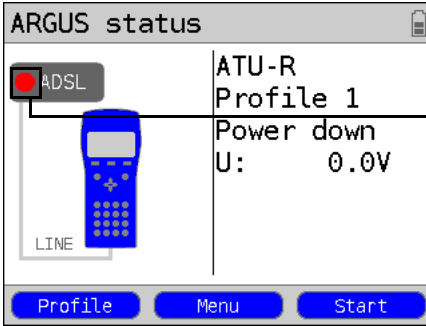 ARGUS status
ADSL
LINE
ATU-R
Profile 1
Power down
U: 0.0V
Profile
Menu
Start